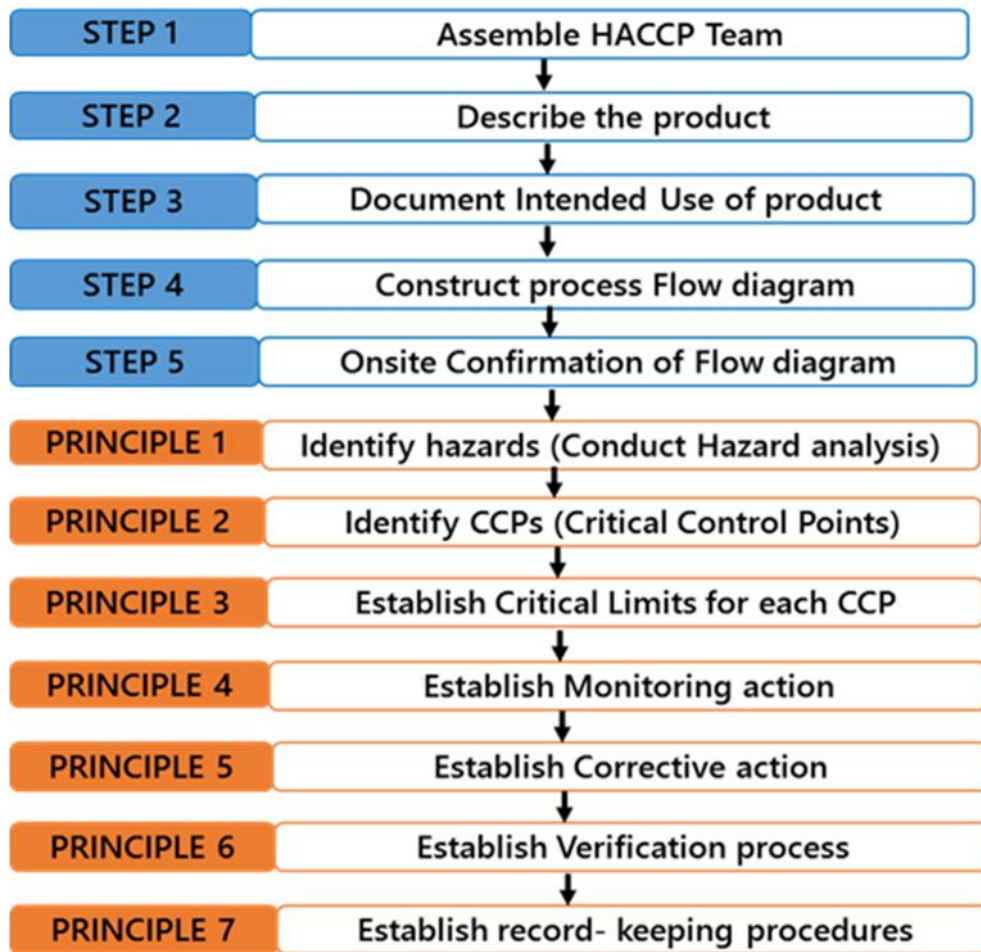 STEP 1 Assemble HACCP Team
STEP 2 Describe the product
STEP 3 Document Intended Use of product
STEP 4 Construct process Flow diagram
STEP 5 Onsite Confirmation of Flow diagram
PRINCIPLE 1 Identify hazards (Conduct Hazard analysis)
PRINCIPLE 2 Identify CCPs (Critical Control Points)
PRINCIPLE 3 Establish Critical Limits for each CCP
PRINCIPLE 4 Establish Monitoring action
PRINCIPLE 5 Establish Corrective action
PRINCIPLE 6 Establish Verification process
PRINCIPLE 7 Establish record- keeping procedures